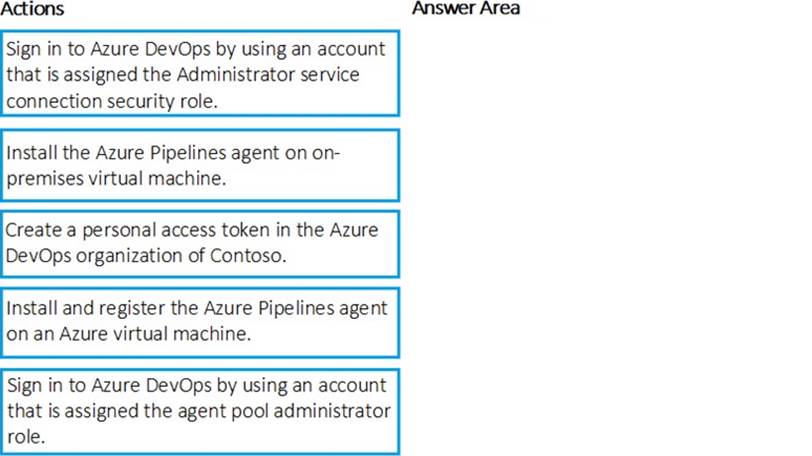 Actions
Answer Area
Sign in to Azure DevOps by using an account
that is assigned the Administrator service
connection security role.
Install the Azure Pipelines agent on on-
premises virtual machine.
Create a personal access token in the Azure
DevOps organization of Contoso.
Install and register the Azure Pipelines agent
on an Azure virtual machine.
Sign in to Azure DevOps by using an account
that is assigned the agent pool administrator
role.